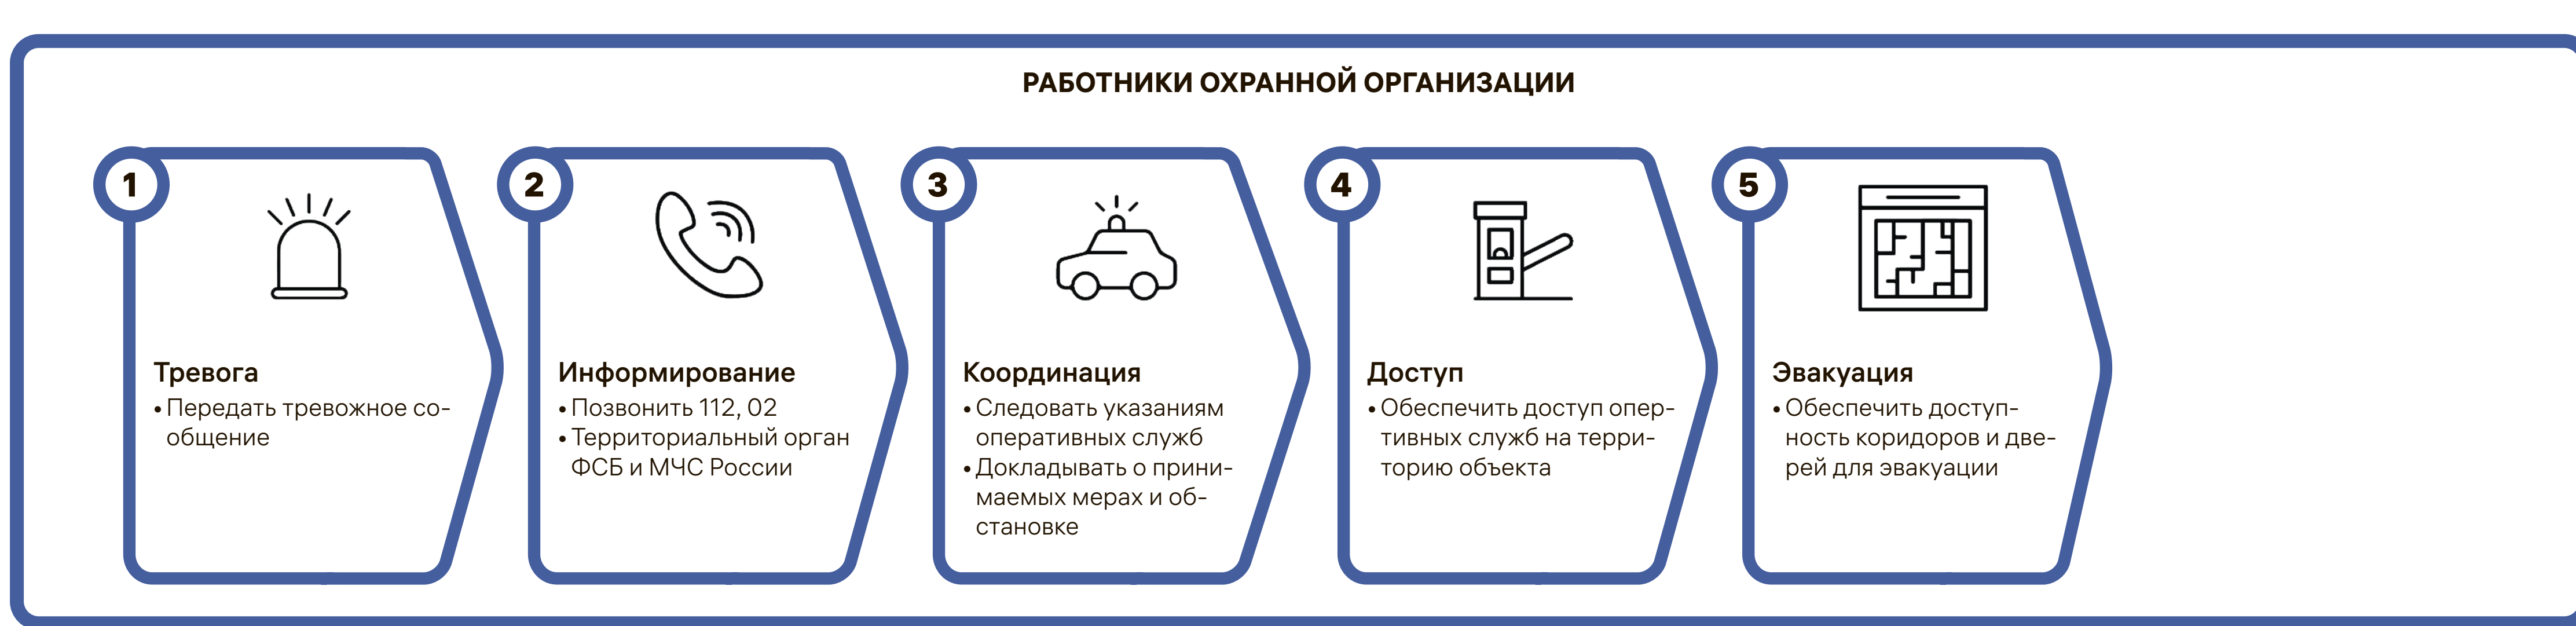 РАБОТНИКИ ОХРАННОЙ ОРГАНИЗАЦИИ
1
Тревога
• Передать тревожное со-
общение
2
Информирование
• Позвонить 112, 02
• Территориальный орган
ФСБ и МЧС России
3
Координация
• Следовать указаниям
оперативных служб
• Докладывать о прини-
маемых мерах и об-
становке
4
Доступ
• Обеспечить доступ опер-
тивных служб на терри-
торию объекта
5
Эвакуация
• Обеспечить доступ-
ность коридоров и две-
рей для эвакуации